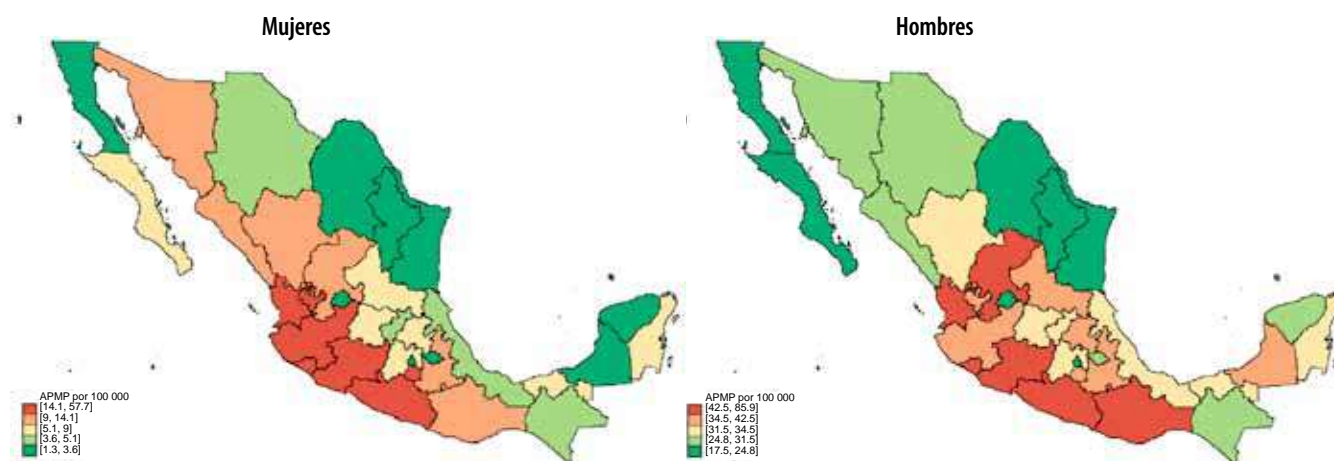 Mujeres
Hombres
APMP por 100 000
[14.1, 57.7]
[9, 14.1]
[5.1, 9]
[3.6, 5.1]
[1.3, 3.6]
APMP por 100 000
[42.5, 85.9]
[34.5, 42.5]
[31.5, 34.5]
[24.8, 31.5]
[17.5, 24.8]